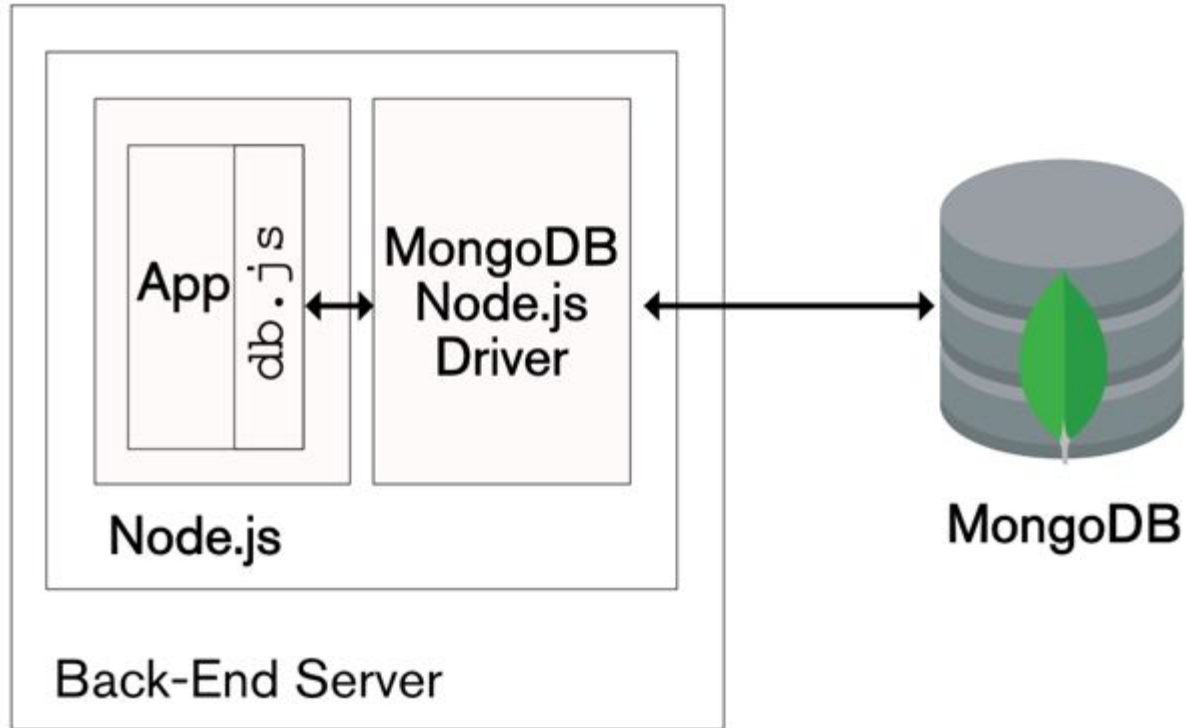 App
db.js
MongoDB
Node.js
Driver
Node.js
Back-End Server
MongoDB